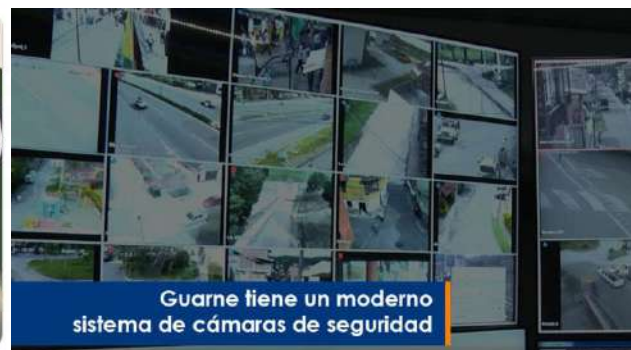 Guarne tiene un moderno
sistema de cámaras de seguridad